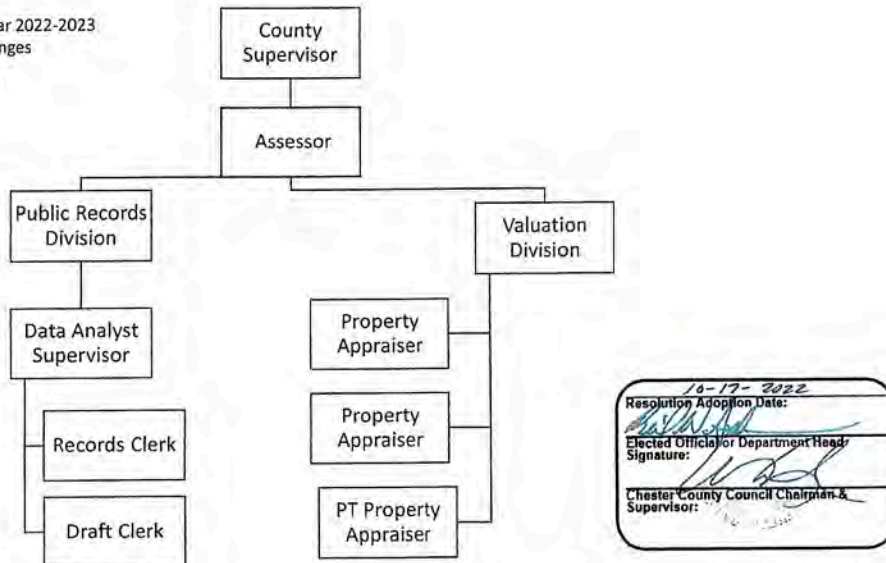 ar 2022-2023
nges
County
Supervisor
Assessor
Public Records
Division
Valuation
Division
Data Analyst
Supervisor
Property
Appraiser
Records Clerk
Property
Appraiser
Draft Clerk
PT Property
Appraiser
10-17-2022
Resolution Adoption Date:
Elected Official or Department Head
Signature:
Chester County Council Chairman &
Supervisor: